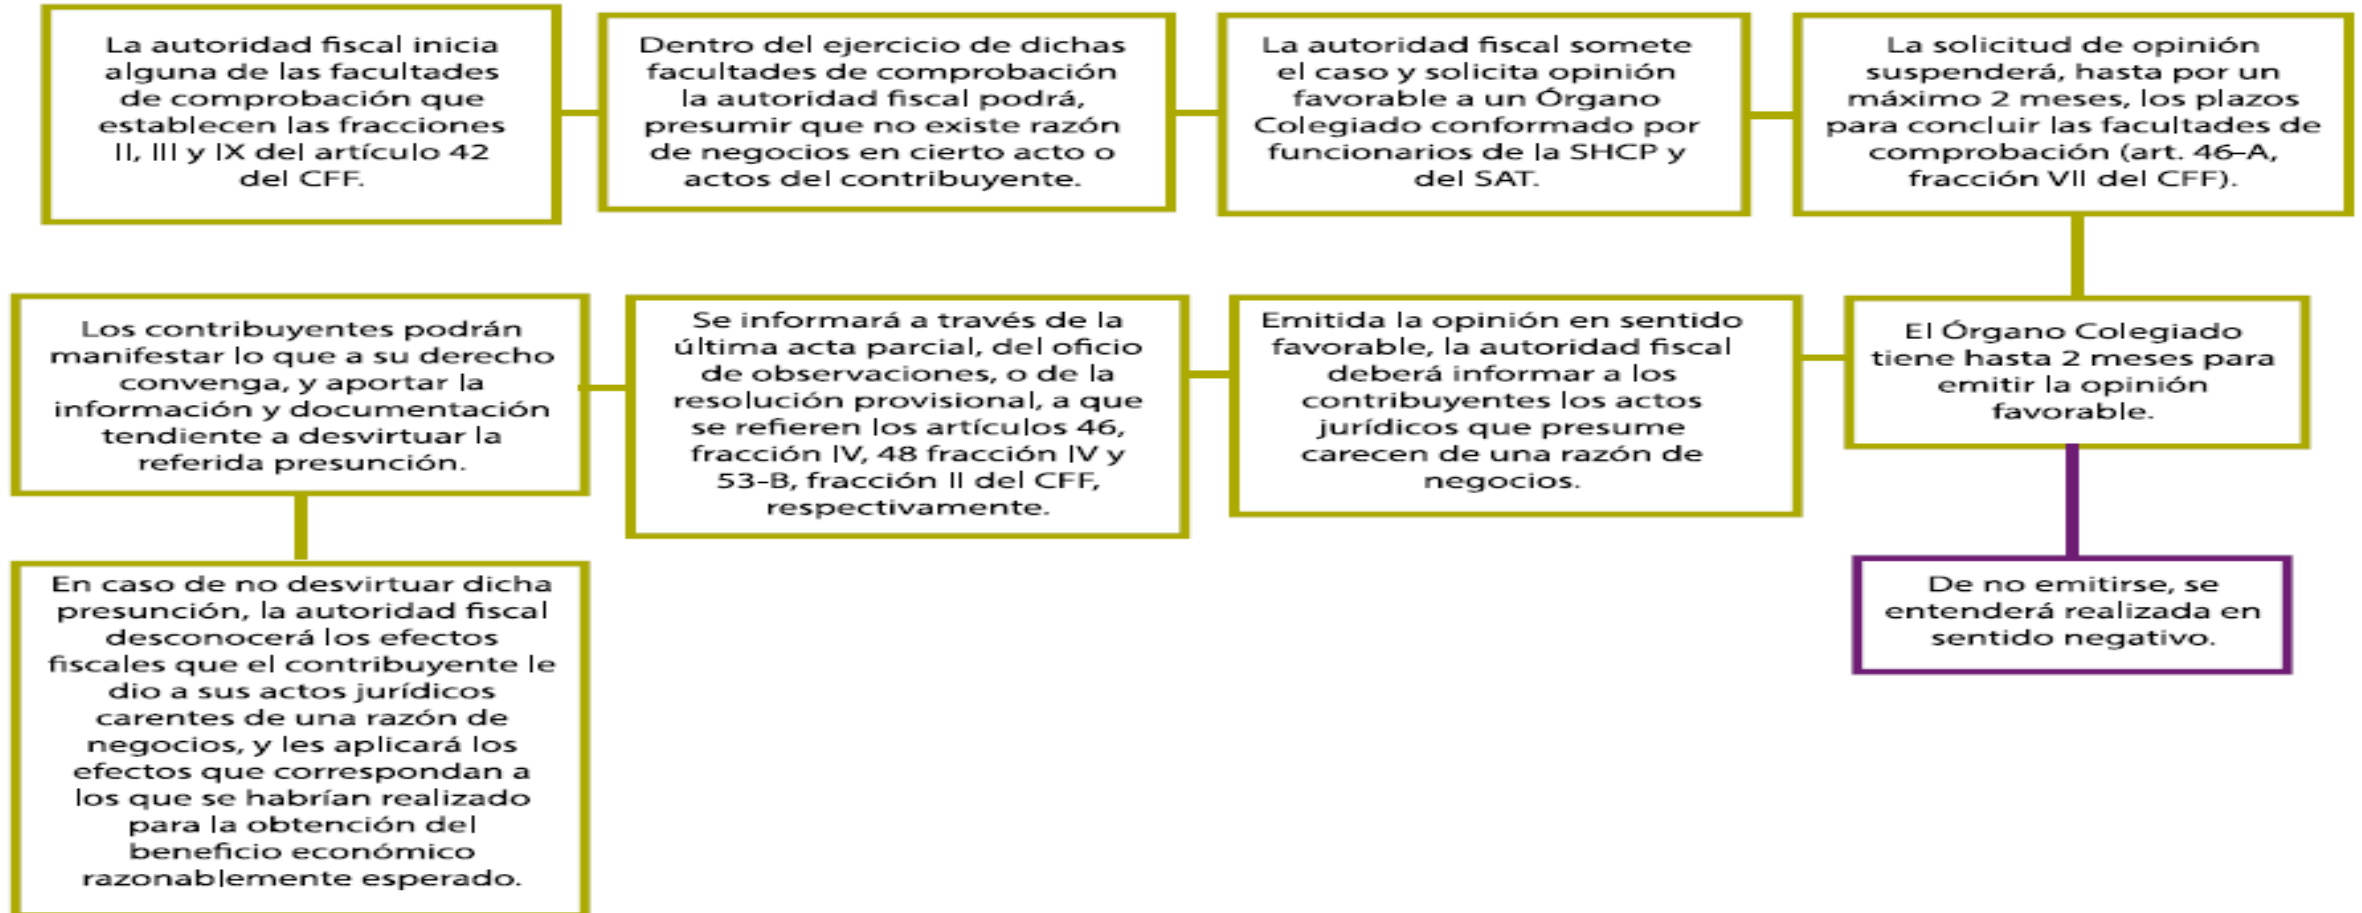 La autoridad fiscal inicia
alguna de las facultades
de comprobación que
establecen las fracciones
II, III y IX del artículo 42
del CFF.
Dentro del ejercicio de dichas
facultades de comprobación
la autoridad fiscal podrá,
presumir que no existe razón
de negocios en cierto acto o
actos del contribuyente.
La autoridad fiscal somete
el caso y solicita opinión
favorable a un Órgano
Colegiado conformado por
funcionarios de la SHCP y
del SAT.
La solicitud de opinión
suspenderá, hasta por un
máximo 2 meses, los plazos
para concluir las facultades de
comprobación (art. 46-A,
fracción VII del CFF).
El Órgano Colegiado
tiene hasta 2 meses para
emitir la opinión
favorable.
De no emitirse, se
entenderá realizada en
sentido negativo.
Emitida la opinión en sentido
favorable, la autoridad fiscal
deberá informar a los
contribuyentes los actos
jurídicos que presume
carecen de una razón de
negocios.
Se informará a través de la
última acta parcial, del oficio
de observaciones, o de la
resolución provisional, a que
se refieren los artículos 46,
fracción IV, 48 fracción IV y
53-B, fracción II del CFF,
respectivamente.
Los contribuyentes podrán
manifestar lo que a su derecho
convenga, y aportar la
información y documentación
tendiente a desvirtuar la
referida presunción.
En caso de no desvirtuar dicha
presunción, la autoridad fiscal
desconocerá los efectos
fiscales que el contribuyente le
dio a sus actos jurídicos
carentes de una razón de
negocios, y les aplicará los
efectos que correspondan a
los que se habrían realizado
para la obtención del
beneficio económico
razonablemente esperado.